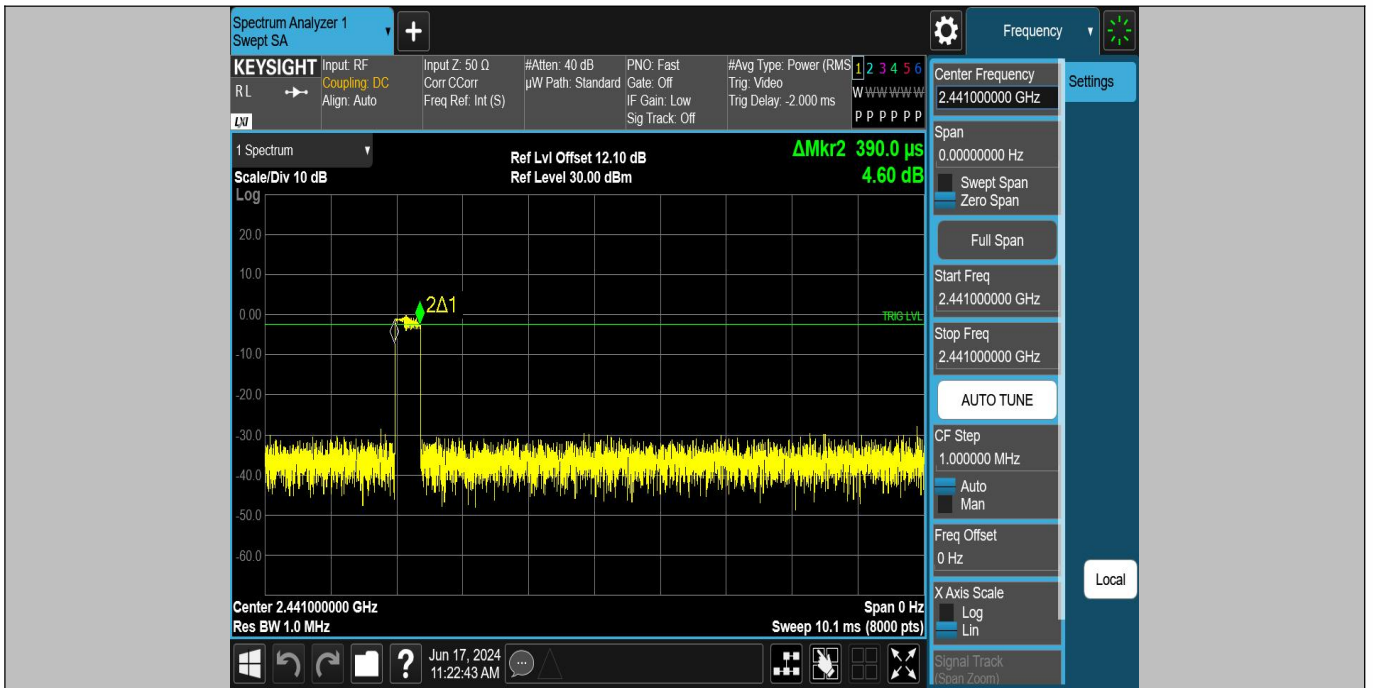 Spectrum Analyzer 1
Swept SA
+
Frequency
KEYSIGHT
RL
LXI
Input: RF
Coupling: DC
Align: Auto
Input Z: 50 Ω
Corr CCorr
Freq Ref: Int (S)
#Atten: 40 dB
µW Path: Standard
PNO: Fast
Gate: Off
IF Gain: Low
Sig Track: Off
#Avg Type: Power (RMS
Trig: Video
Trig Delay: -2.000 ms
1 2 3 4 5 6
W W W W W W
P P P P P P
1 Spectrum
Scale/Div 10 dB
Ref Lvl Offset 12.10 dB
Ref Level 30.00 dBm
ΔMkr2 390.0 µs
4.60 dB
Log
20.0
10.0
0.00
-10.0
-20.0
-30.0
-40.0
-50.0
-60.0
2Δ1
TRIG LVL
Center 2.441000000 GHz
Res BW 1.0 MHz
Span 0 Hz
Sweep 10.1 ms (8000 pts)
Center Frequency
2.441000000 GHz
Settings
Span
0.00000000 Hz
Swept Span
Zero Span
Full Span
Start Freq
2.441000000 GHz
Stop Freq
2.441000000 GHz
AUTO TUNE
CF Step
1.000000 MHz
Auto
Man
Freq Offset
0 Hz
X Axis Scale
Log
Lin
Signal Track
(Span Zoom)
Local
?
Jun 17, 2024
11:22:43 AM